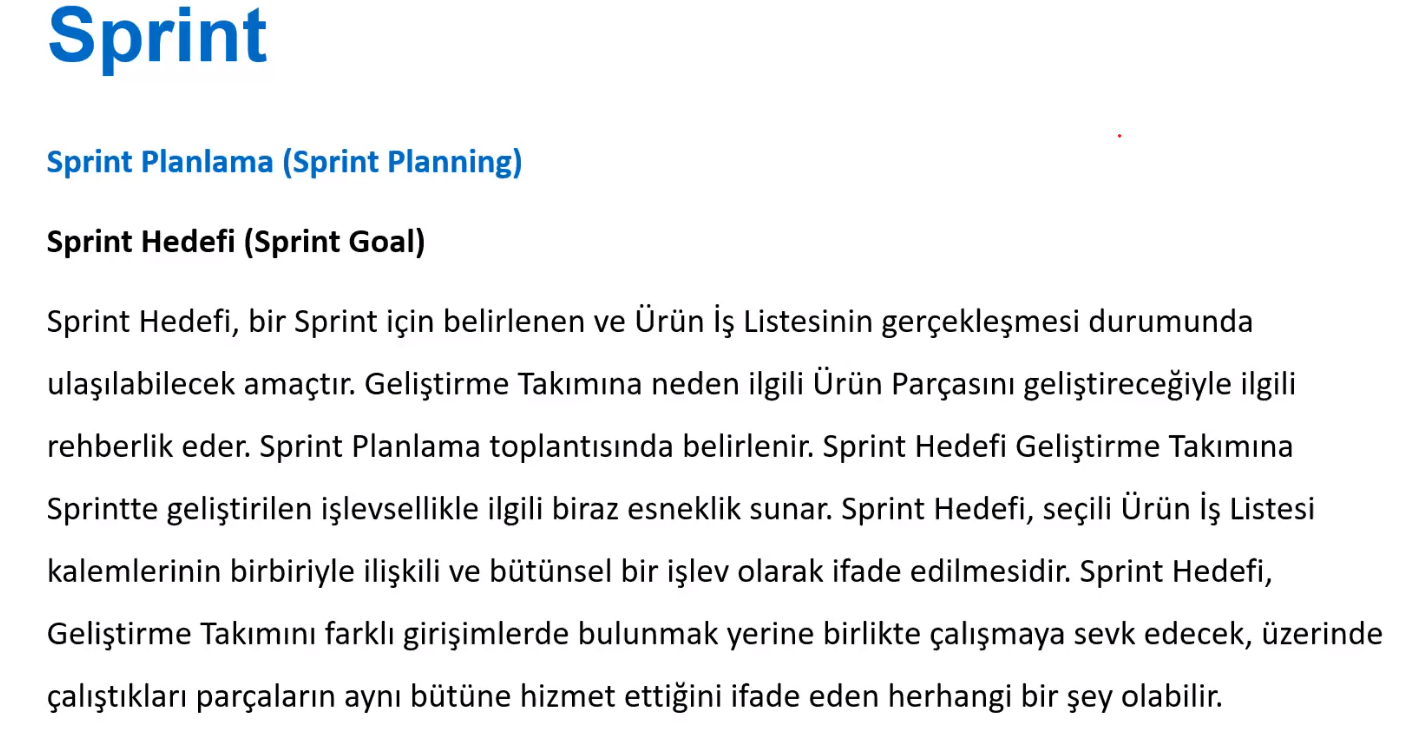 Sprint
Sprint Planlama (Sprint Planning)
Sprint Hedefi (Sprint Goal)
Sprint Hedefi, bir Sprint için belirlenen ve Ürün İş Listesinin gerçekleşmesi durumunda
ulaşılabilecek amaçtır. Geliştirme Takımına neden ilgili Ürün Parçasını geliştireceğiyle ilgili
rehberlik eder. Sprint Planlama toplantısında belirlenir. Sprint Hedefi Geliştirme Takımına
Sprintte geliştirilen işlevsellikle ilgili biraz esneklik sunar. Sprint Hedefi, seçili Ürün İş Listesi
kalemlerinin birbiriyle ilişkili ve bütünsel bir işlev olarak ifade edilmesidir. Sprint Hedefi,
Geliştirme Takımını farklı girişimlerde bulunmak yerine birlikte çalışmaya sevk edecek, üzerinde
çalıştıkları parçaların aynı bütüne hizmet ettiğini ifade eden herhangi bir şey olabilir.